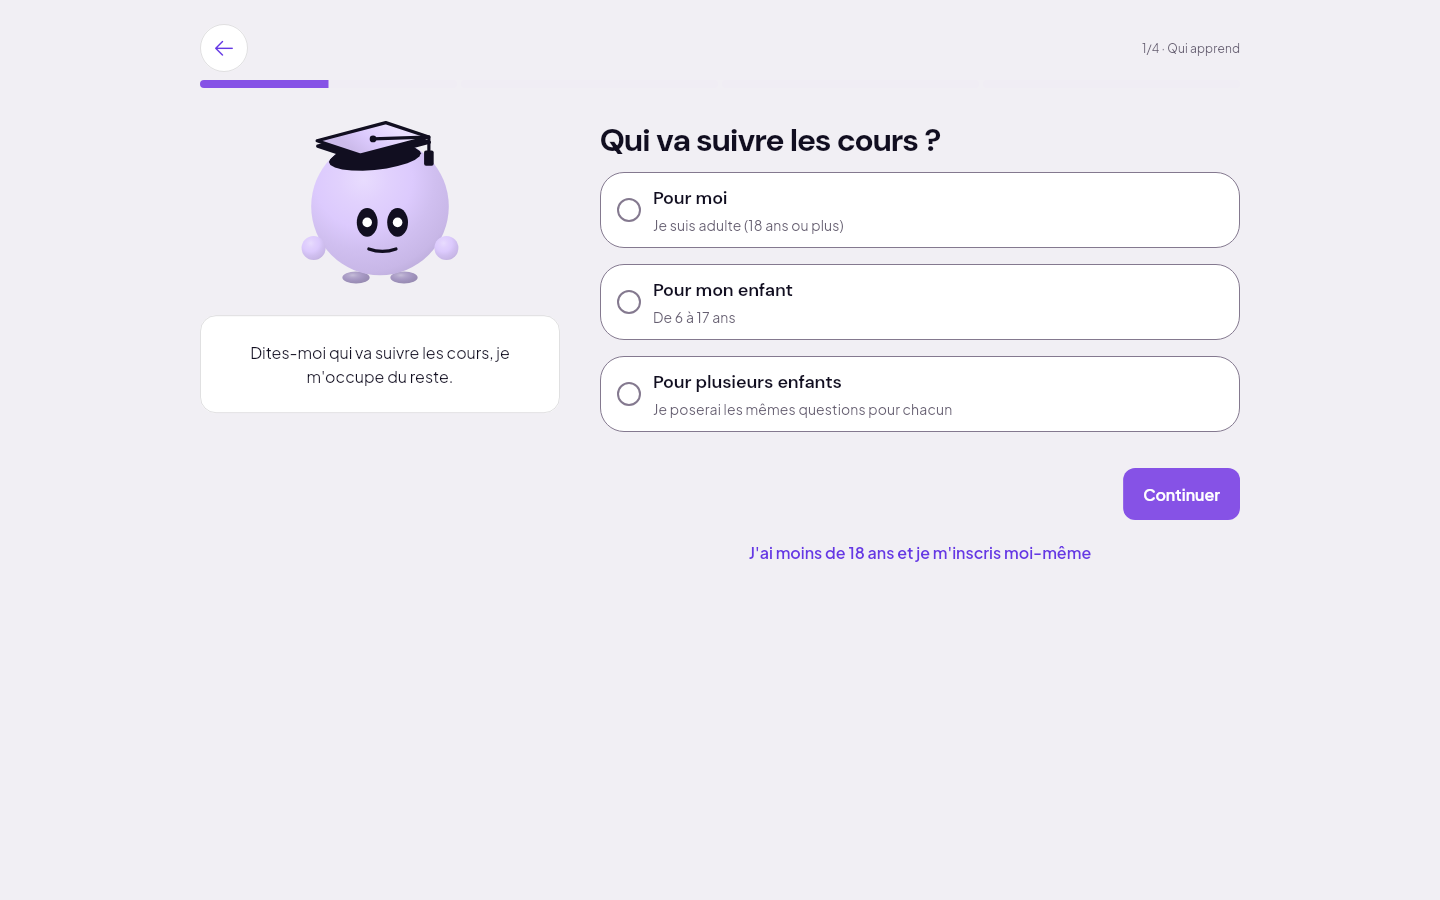 1/4 · Qui apprend
Dites-moi qui va suivre les cours, je
m'occupe du reste.
Qui va suivre les cours ?
Pour moi
Je suis adulte (18 ans ou plus)
Pour mon enfant
De 6 à 17 ans
Pour plusieurs enfants
Je poserai les mêmes questions pour chacun
Continuer
J'ai moins de 18 ans et je m'inscris moi-même